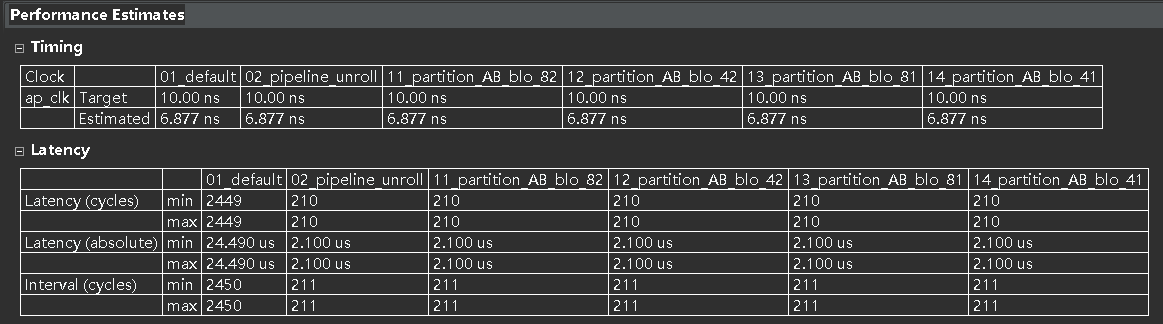 Performance Estimates
Timing
Clock 01_default 02_pipeline_unroll 11_partition_AB_blo_82 12_partition_AB_blo_42 13_partition_AB_blo_81 14_partition_AB_blo_41
ap_clk Target 10.00 ns 10.00 ns 10.00 ns 10.00 ns 10.00 ns 10.00 ns
Estimated 6.877 ns 6.877 ns 6.877 ns 6.877 ns 6.877 ns 6.877 ns
Latency
01_default 02_pipeline_unroll 11_partition_AB_blo_82 12_partition_AB_blo_42 13_partition_AB_blo_81 14_partition_AB_blo_41
Latency (cycles) min 2449 210 210 210 210 210
max 2449 210 210 210 210 210
Latency (absolute) min 24.490 us 2.100 us 2.100 us 2.100 us 2.100 us 2.100 us
max 24.490 us 2.100 us 2.100 us 2.100 us 2.100 us 2.100 us
Interval (cycles) min 2450 211 211 211 211 211
max 2450 211 211 211 211 211